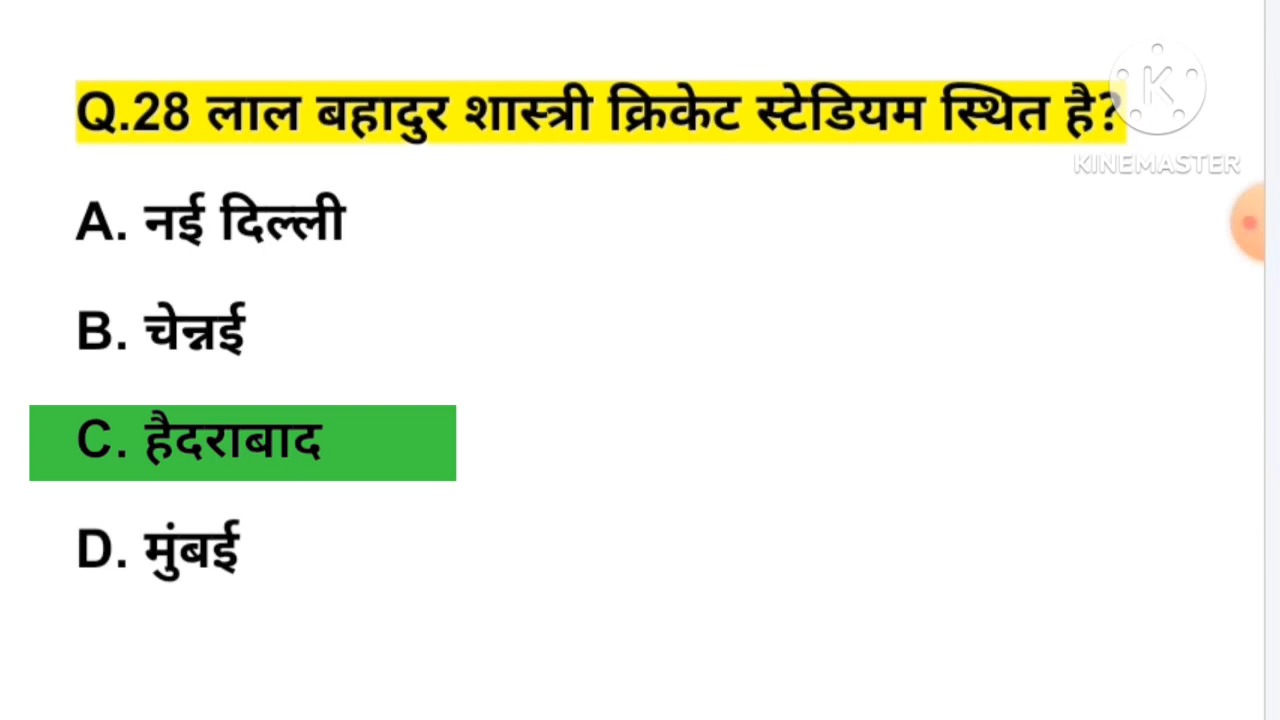 Q.28 लाल बहादुर शास्त्री क्रिकेट स्टेडियम स्थित है?
KINEMASTER
A. नई दिल्ली
B. चेन्नई
C. हैदराबाद
D. मुंबई